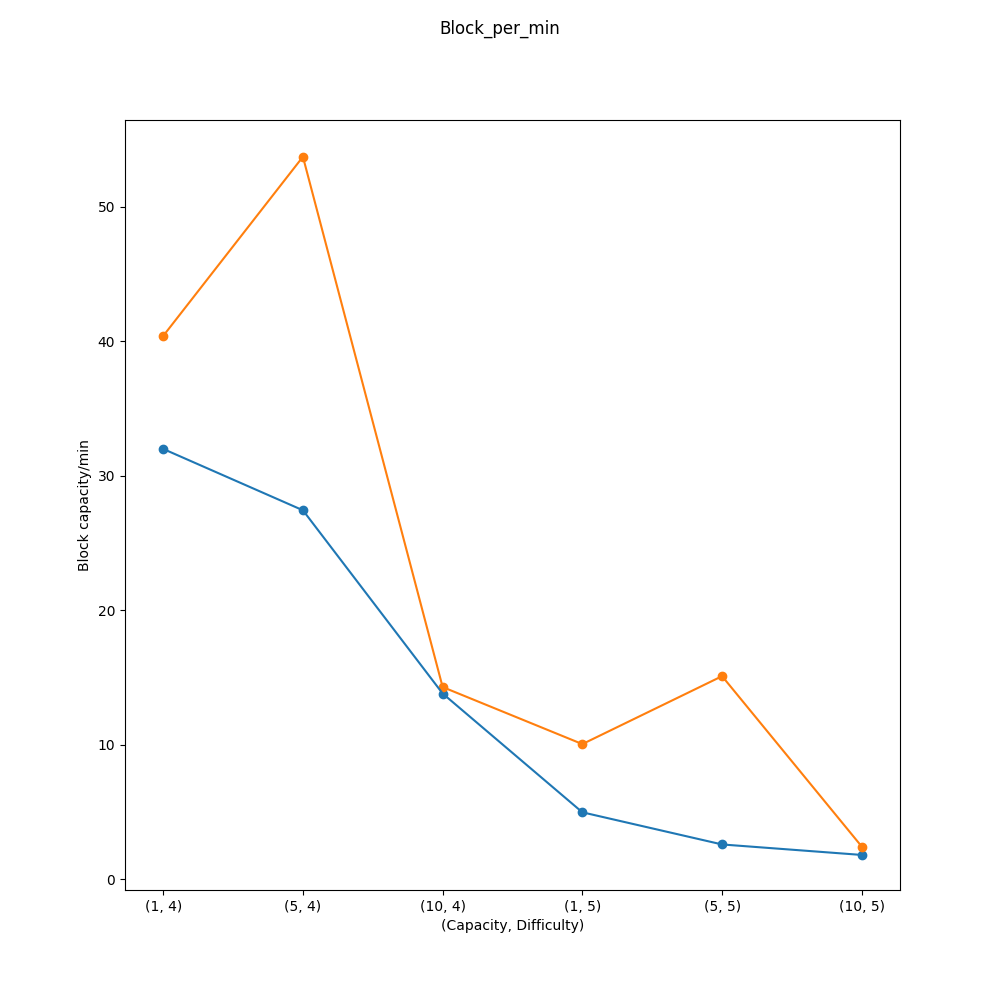 Block_per_min
50
40
30
20
10
0
Block capacity/min
(1, 4) (5, 4) (10, 4) (1, 5) (5, 5) (10, 5)
(Capacity, Difficulty)